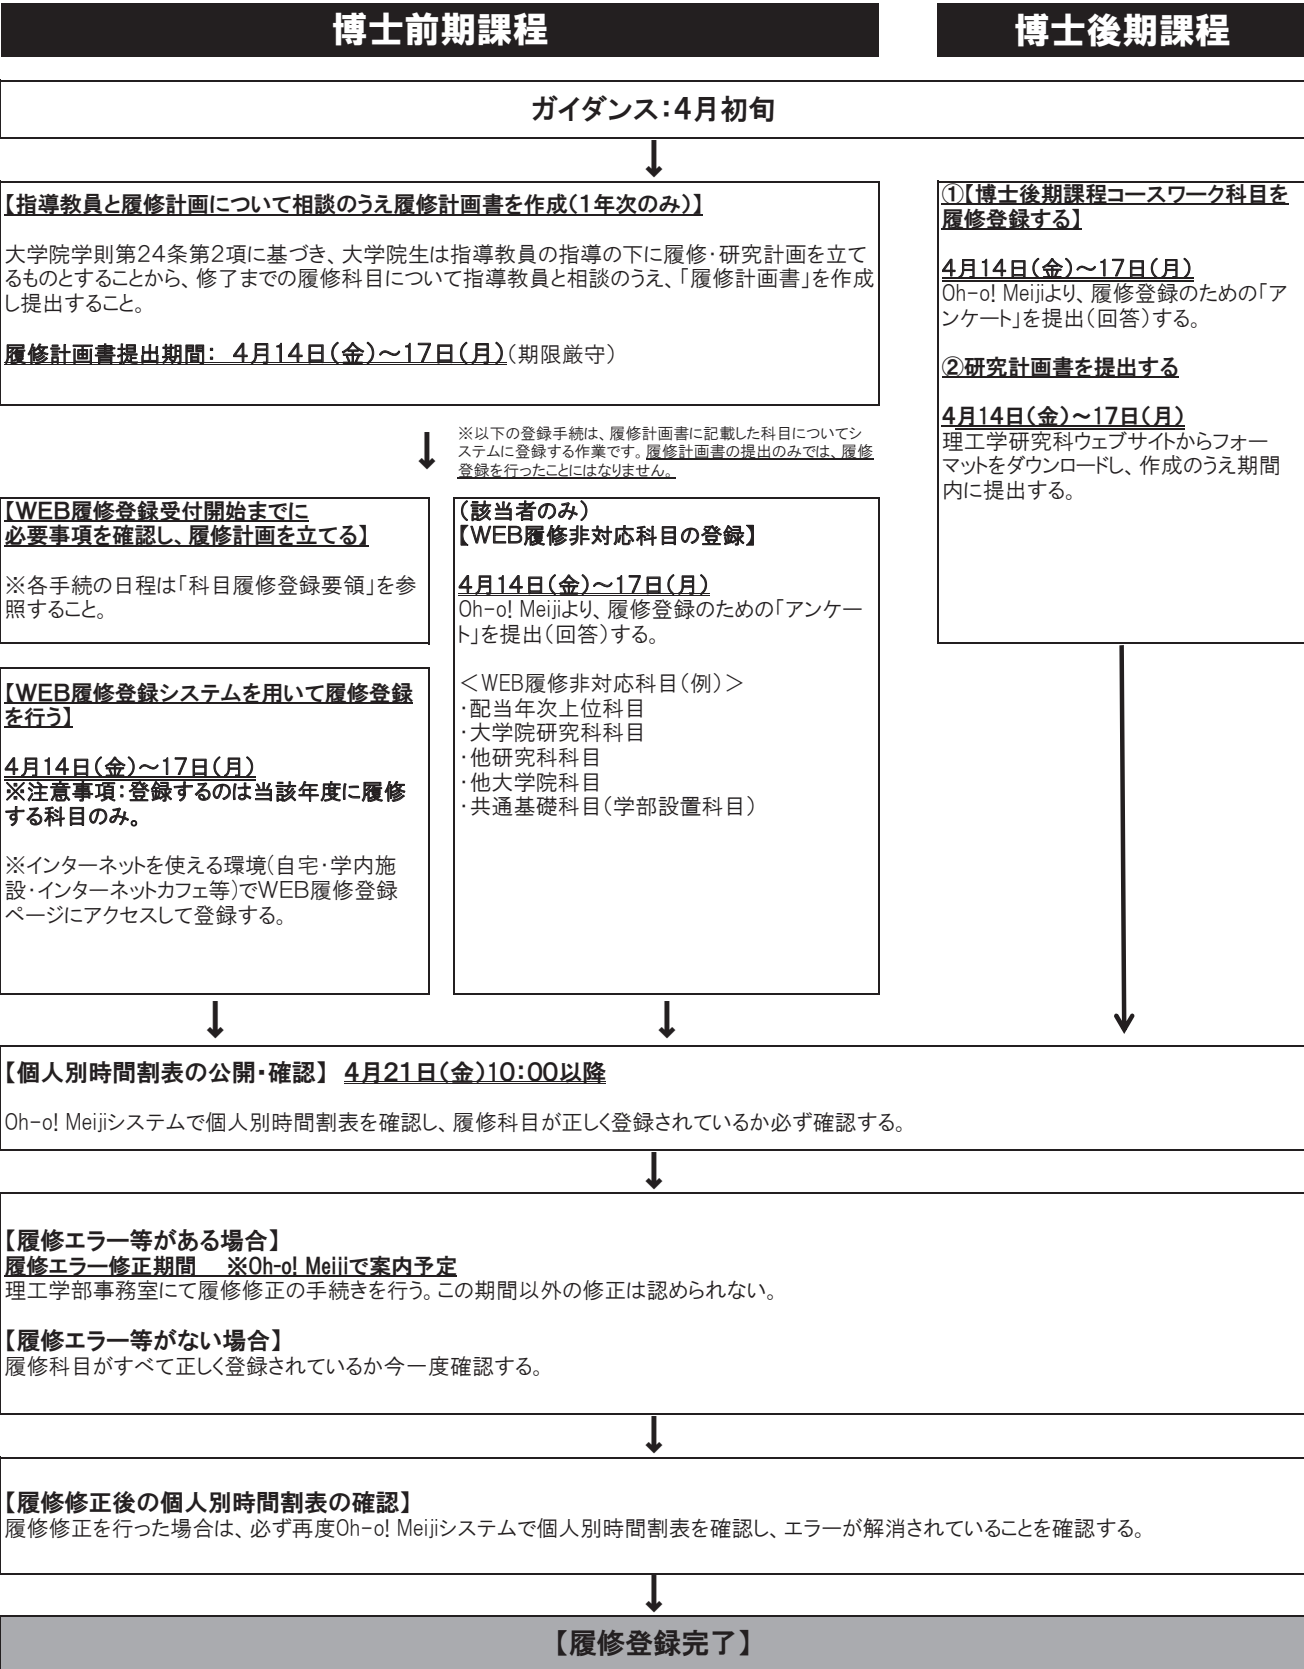 博士前期課程
博士後期課程
ガイダンス：4月初旬
↓
【指導教員と履修計画について相談のうえ履修計画書を作成（1年次のみ）】
大学院学則第24条第2項に基づき、大学院生は指導教員の指導の下に履修・研究計画を立て
るものとすることから、修了までの履修科目について指導教員と相談のうえ、「履修計画書」を作成
し提出すること。
履修計画書提出期間： 4月14日（金）～17日（月）（期限厳守）
①【博士後期課程コースワーク科目を
履修登録する】
4月14日（金）～17日（月）
Oh-o! Meijiより、履修登録のための「ア
ンケート」を提出（回答）する。
②研究計画書を提出する
4月14日（金）～17日（月）
理工学研究科ウェブサイトからフォー
マットをダウンロードし、作成のうえ期間
内に提出する。
↓
※以下の登録手続は、履修計画書に記載した科目についてシ
ステムに登録する作業です。履修計画書の提出のみでは、履修
登録を行ったことにはなりません。
【WEB履修登録受付開始までに
必要事項を確認し、履修計画を立てる】
※各手続の日程は「科目履修登録要領」を参
照すること。
【WEB履修登録システムを用いて履修登録
を行う】
4月14日（金）～17日（月）
※注意事項：登録するのは当該年度に履修
する科目のみ。
※インターネットを使える環境（自宅・学内施
設・インターネットカフェ等）でWEB履修登録
ページにアクセスして登録する。
（該当者のみ）
【WEB履修非対応科目の登録】
4月14日（金）～17日（月）
Oh-o! Meijiより、履修登録のための「アンケー
ト」を提出（回答）する。
＜WEB履修非対応科目（例）＞
・配当年次上位科目
・大学院研究科科目
・他研究科科目
・他大学院科目
・共通基礎科目（学部設置科目）
↓ ↓ ↓
【個人別時間割表の公開・確認】 4月21日（金）10：00以降
Oh-o! Meijiシステムで個人別時間割表を確認し、履修科目が正しく登録されているか必ず確認する。
↓
【履修エラー等がある場合】
履修エラー修正期間 ※Oh-o! Meijiで案内予定
理工学部事務室にて履修修正の手続きを行う。この期間以外の修正は認められない。
【履修エラー等がない場合】
履修科目がすべて正しく登録されているか今一度確認する。
↓
【履修修正後の個人別時間割表の確認】
履修修正を行った場合は、必ず再度Oh-o! Meijiシステムで個人別時間割表を確認し、エラーが解消されていることを確認する。
↓
【履修登録完了】